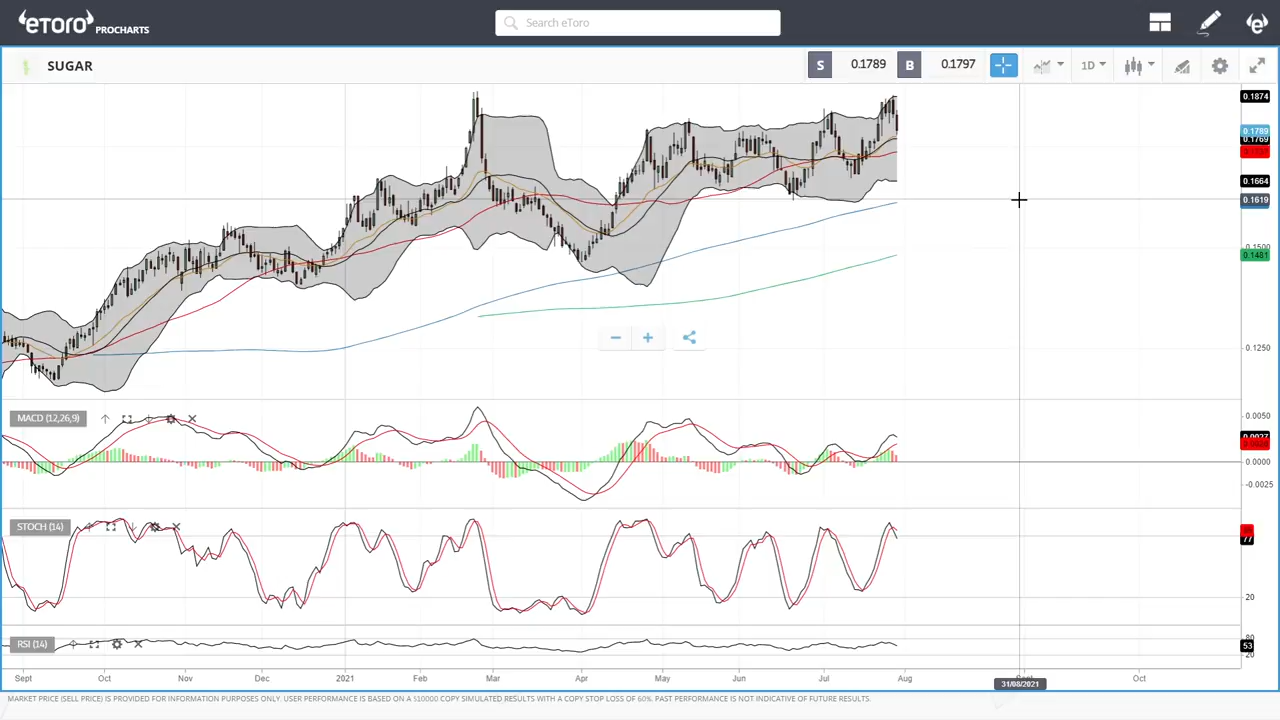 eToro PROCHARTS
Search eToro
SUGAR
S 0.1789 B 0.1797
1D
0.1874
0.1789
0.1664
0.1619
0.1500
0.1481
0.1250
MACD (12,26,9)
0.0050
0.0027
0.0000
-0.0025
STOCH (14)
77
20
RSI (14)
80
53
20
Sept Oct Nov Dec 2021 Feb Mar Apr May Jun Jul Aug Oct
31/08/2021
MARKET PRICE (SELL PRICE) IS PROVIDED FOR INFORMATION PURPOSES ONLY. USER PERFORMANCE IS BASED ON A $10000 COPY SIMULATED RESULTS WITH A COPY STOP LOSS OF 60%. PAST PERFORMANCE IS NOT INDICATIVE OF FUTURE RESULTS.